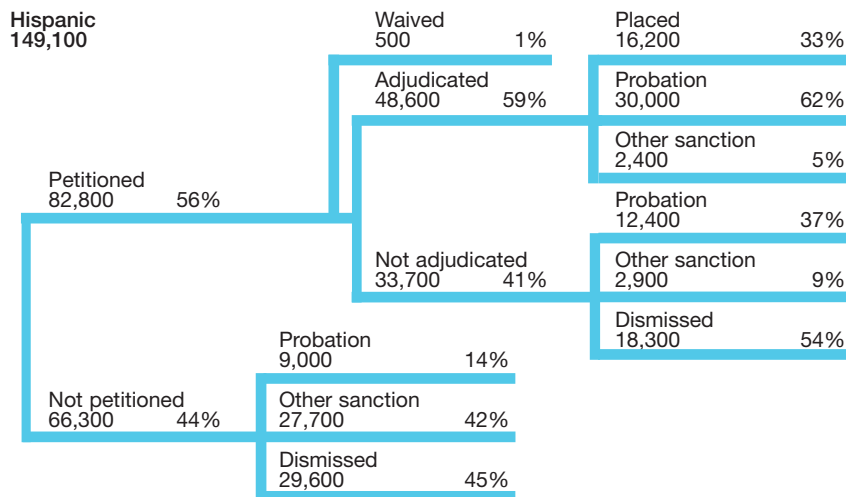 Hispanic
149,100
Waived
500 1%
Adjudicated
48,600 59%
Placed
16,200 33%
Probation
30,000 62%
Other sanction
2,400 5%
Petitioned
82,800 56%
Not adjudicated
33,700 41%
Probation
12,400 37%
Other sanction
2,900 9%
Dismissed
18,300 54%
Not petitioned
66,300 44%
Probation
9,000 14%
Other sanction
27,700 42%
Dismissed
29,600 45%